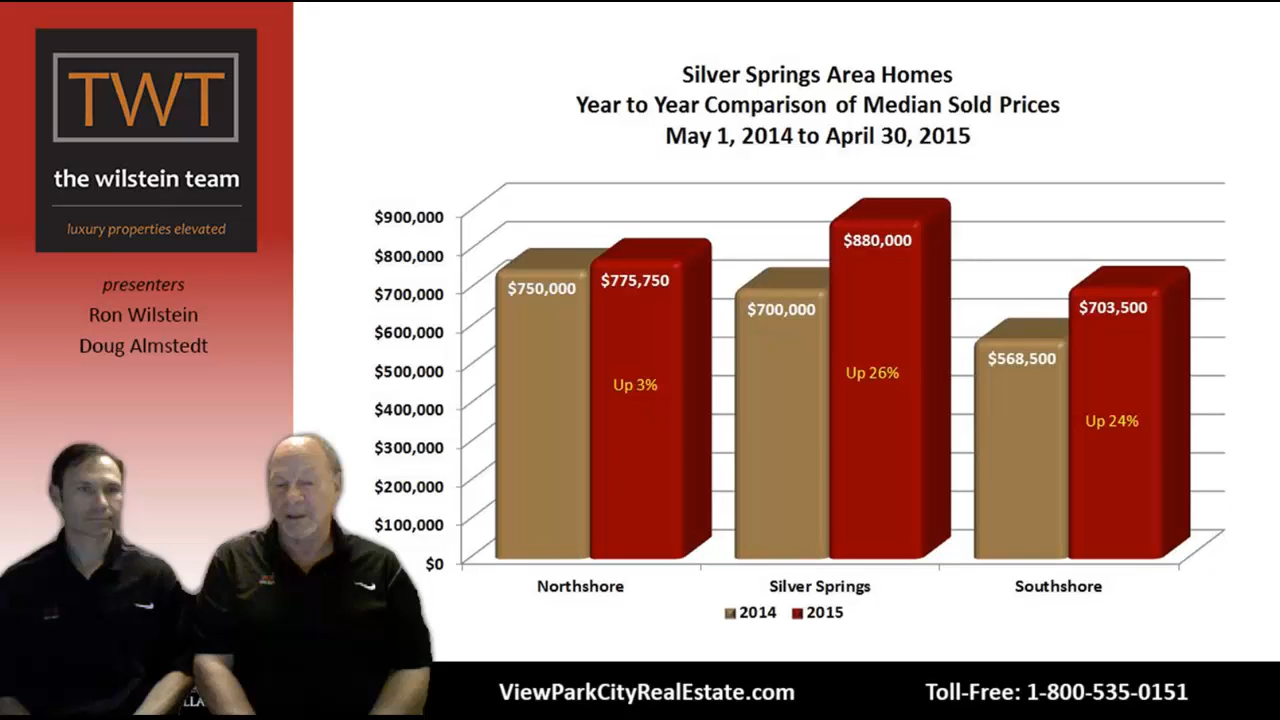 TWT
the wilstein team
luxury properties elevated
presenters
Ron Wilstein
Doug Almstedt
Silver Springs Area Homes
Year to Year Comparison of Median Sold Prices
May 1, 2014 to April 30, 2015
$900,000
$800,000
$700,000
$600,000
$500,000
$400,000
$300,000
$200,000
$100,000
$0
$750,000
$775,750
Up 3%
$700,000
$880,000
Up 26%
$568,500
$703,500
Up 24%
Northshore Silver Springs Southshore
2014 2015
ViewParkCityRealEstate.com Toll-Free: 1-800-535-0151